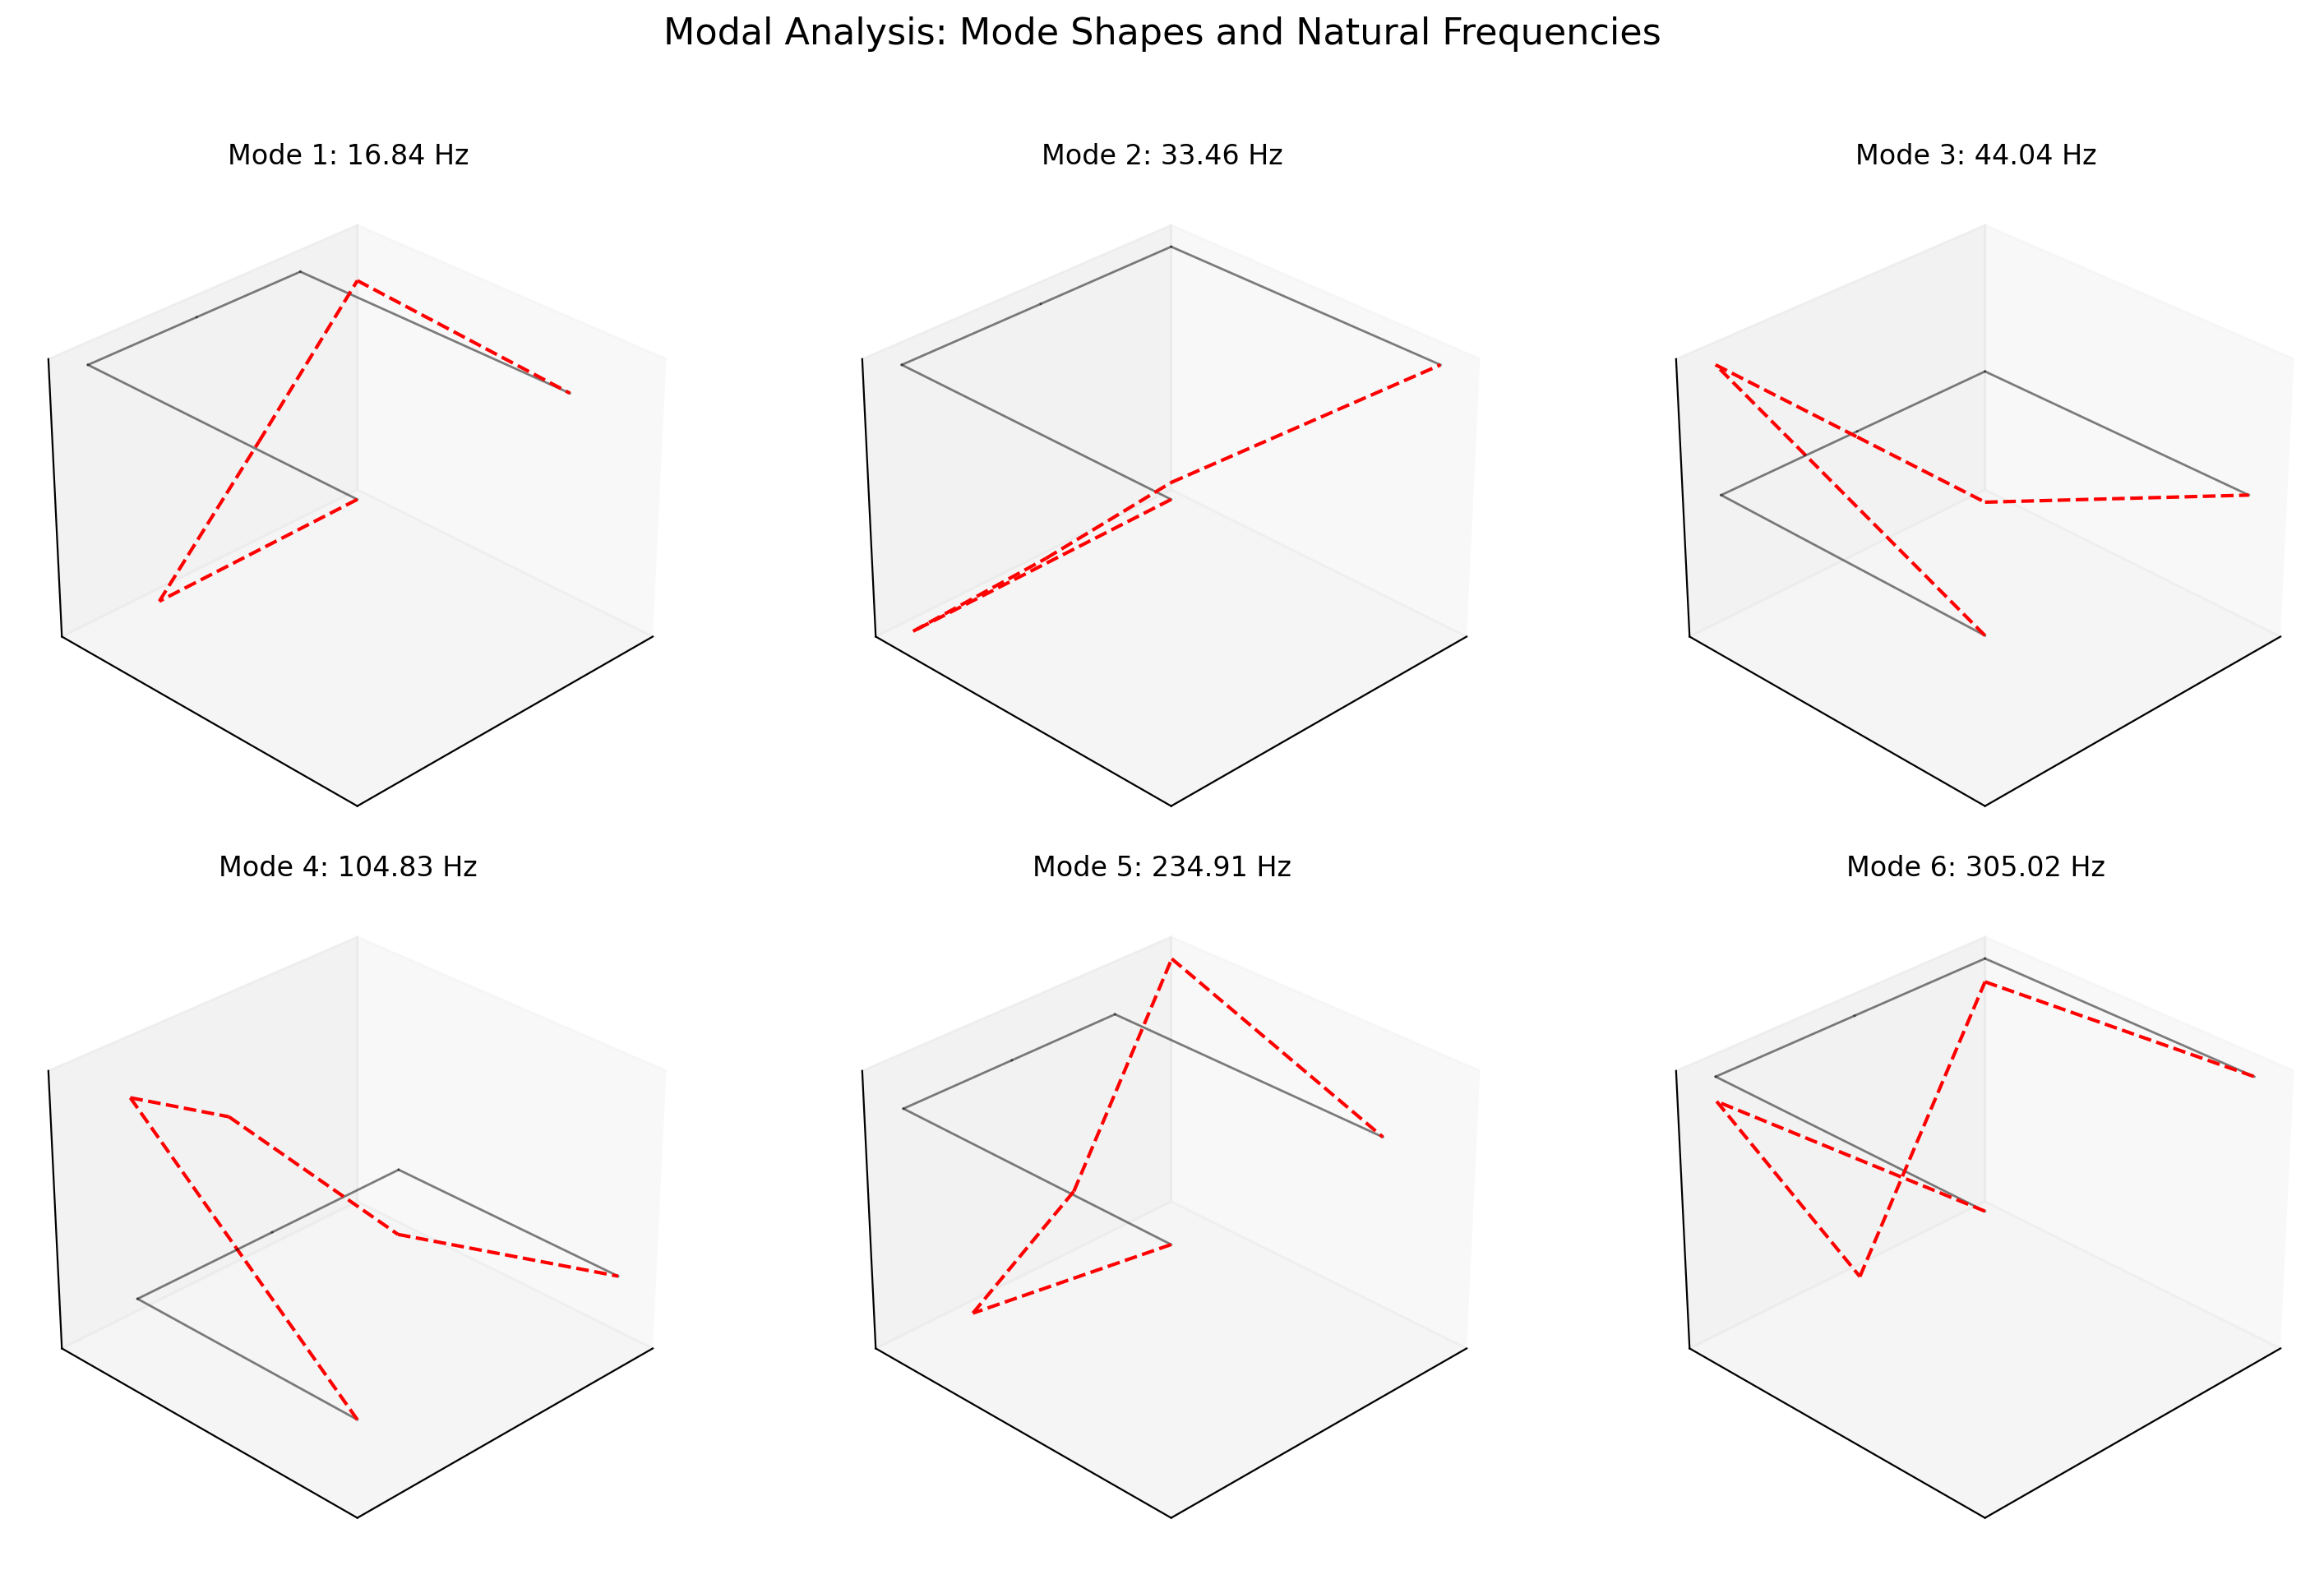 Modal Analysis: Mode Shapes and Natural Frequencies
Mode 1: 16.84 Hz
Mode 2: 33.46 Hz
Mode 3: 44.04 Hz
Mode 4: 104.83 Hz
Mode 5: 234.91 Hz
Mode 6: 305.02 Hz